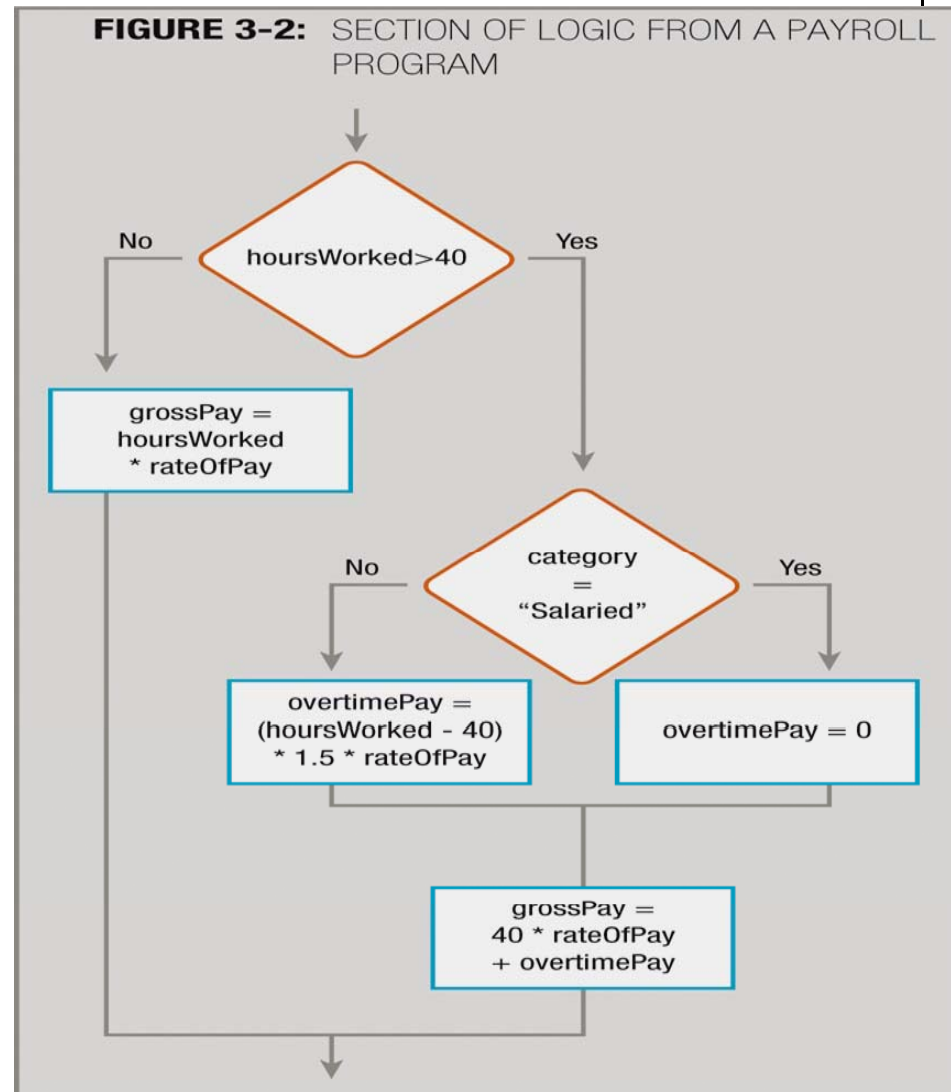 FIGURE 3-2: SECTION OF LOGIC FROM A PAYROLL
PROGRAM
No
hoursWorked>40
Yes
grossPay =
hoursWorked
* rateOfPay
No
category
=
“Salaried”
Yes
overtimePay =
(hoursWorked - 40)
* 1.5 * rateOfPay
overtimePay = 0
grossPay =
40 * rateOfPay
+ overtimePay